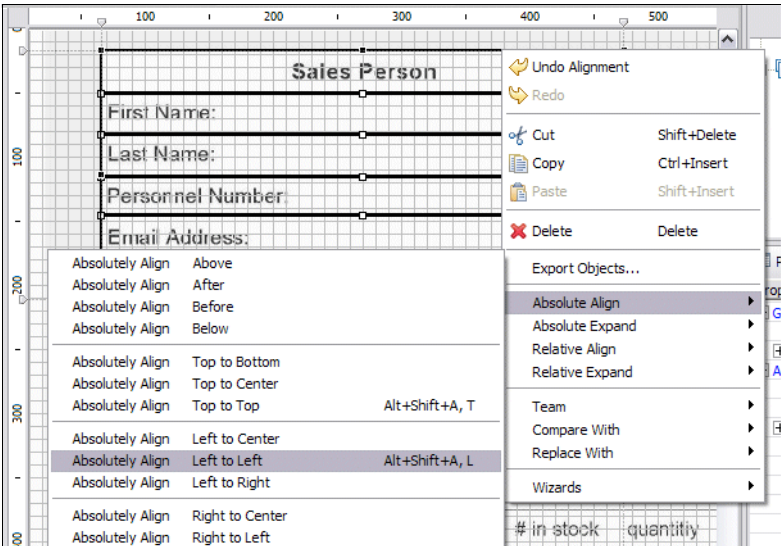 100 200 300 400 500
0
100
200
300
Sales Person
First Name:
Last Name:
Personnel Number:
Email Address:
Undo Alignment
Redo
Cut Shift+Delete
Copy Ctrl+Insert
Paste Shift+Insert
Delete Delete
Export Objects...
Absolute Align
Absolute Expand
Relative Align
Relative Expand
Team
Compare With
Replace With
Wizards
Absolutely Align Above
Absolutely Align After
Absolutely Align Before
Absolutely Align Below
Absolutely Align Top to Bottom
Absolutely Align Top to Center
Absolutely Align Top to Top Alt+Shift+A, T
Absolutely Align Left to Center
Absolutely Align Left to Left Alt+Shift+A, L
Absolutely Align Left to Right
Absolutely Align Right to Center
Absolutely Align Right to Left
# in stock quantitiy